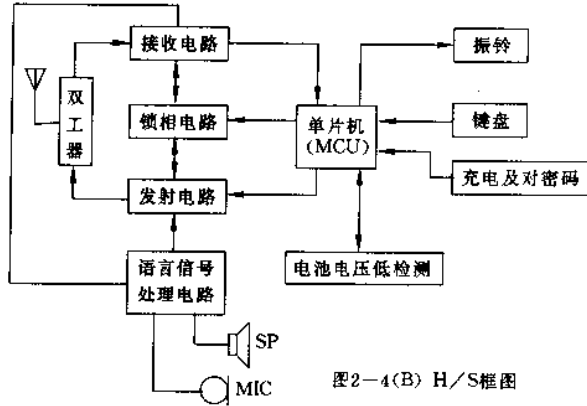 接收电路
振铃
双工器
锁相电路
单片机
(MCU)
键盘
发射电路
充电及对密码
语言信号
处理电路
电池电压低检测
SP
MIC
图2－4(B) H／S框图